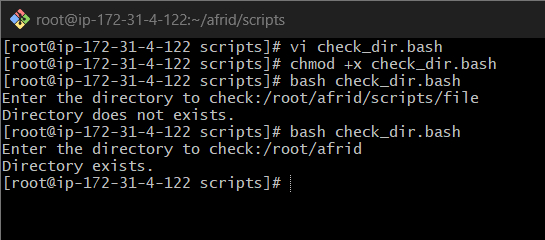 root@ip-172-31-4-122:~/afrid/scripts
[root@ip-172-31-4-122 scripts]# vi check_dir.bash
[root@ip-172-31-4-122 scripts]# chmod +x check_dir.bash
[root@ip-172-31-4-122 scripts]# bash check_dir.bash
Enter the directory to check:/root/afrid/scripts/file
Directory does not exists.
[root@ip-172-31-4-122 scripts]# bash check_dir.bash
Enter the directory to check:/root/afrid
Directory exists.
[root@ip-172-31-4-122 scripts]#